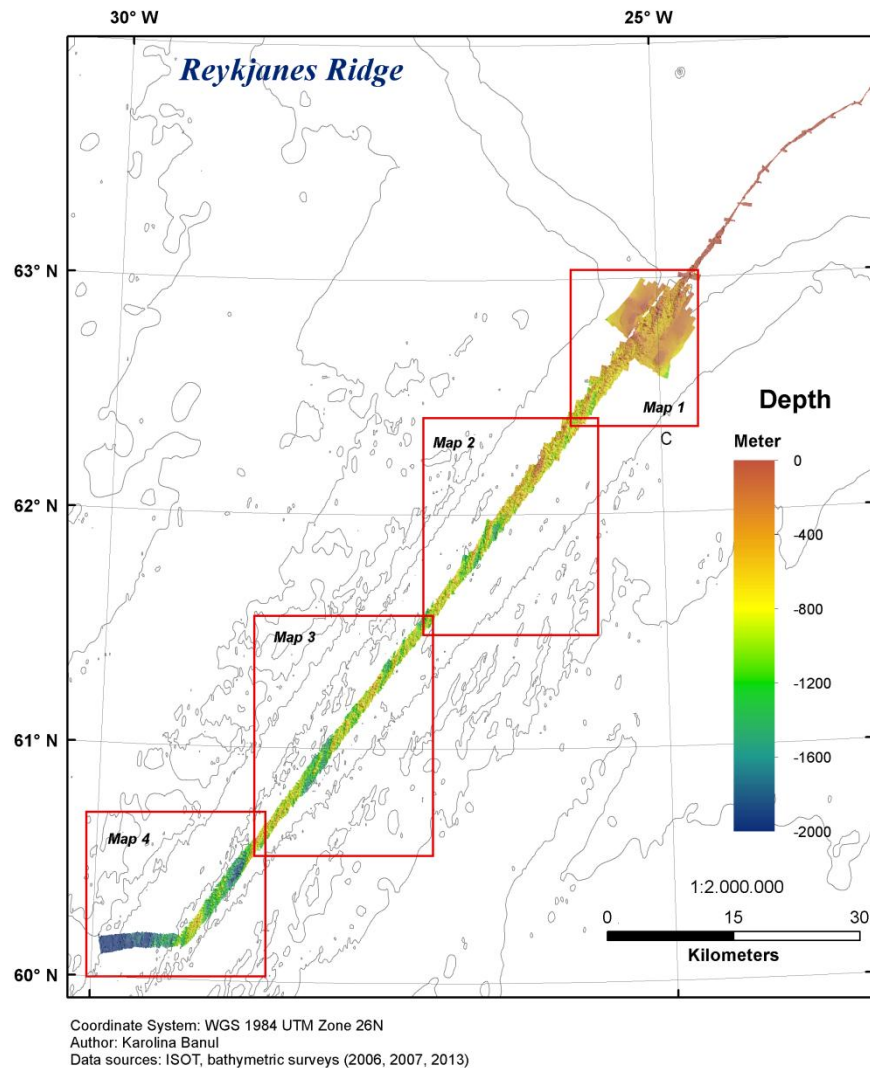 30° W
25° W
Reykjanes Ridge
63° N
Map 1
Depth
Map 2
C
Meter
0
62° N
-400
-800
Map 3
-1200
61° N
-1600
Map 4
-2000
1:2.000.000
0 15 30
Kilometers
60° N
Coordinate System: WGS 1984 UTM Zone 26N
Author: Karolina Banul
Data sources: ISOT, bathymetric surveys (2006, 2007, 2013)